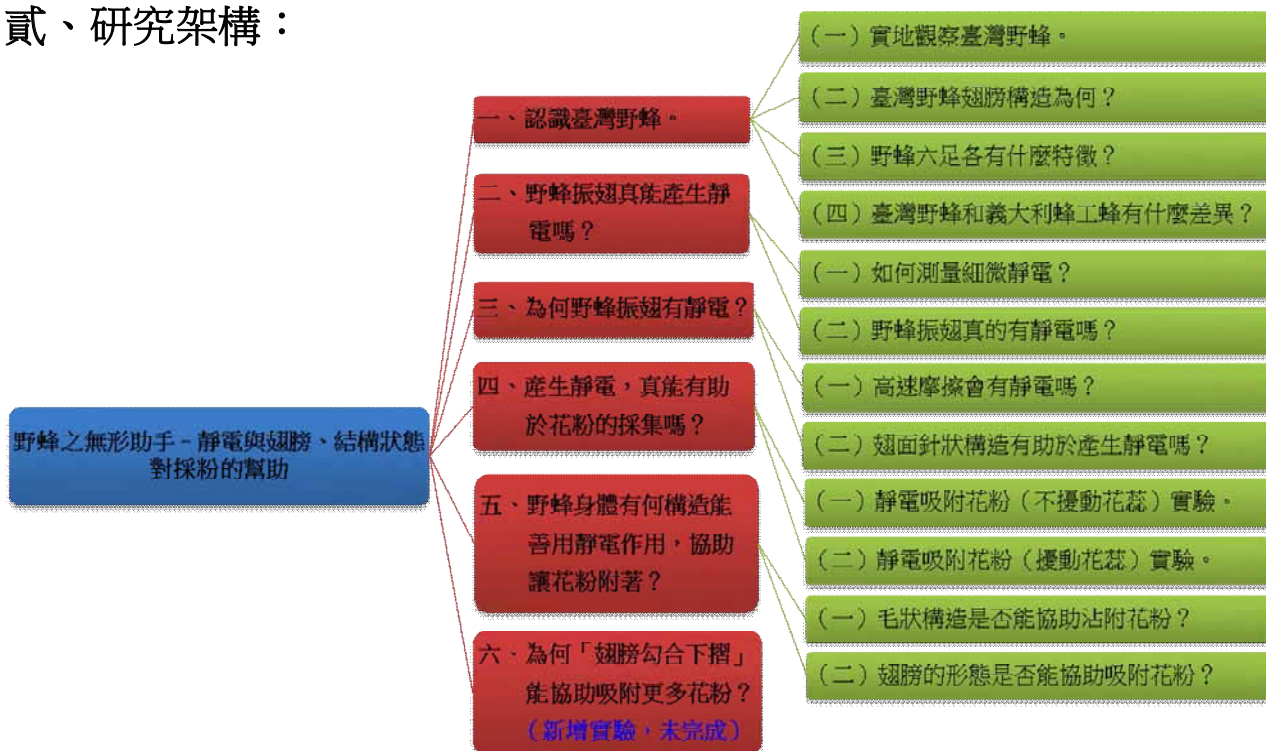 貳、研究架構：
野蜂之無形助手－靜電與翅膀、結構狀態
對採粉的幫助
一、認識臺灣野蜂。
（一）實地觀察臺灣野蜂。
（二）臺灣野蜂翅膀構造為何？
（三）野蜂六足各有什麼特徵？
（四）臺灣野蜂和義大利蜂工蜂有什麼差異？
二、野蜂振翅真能產生靜
電嗎？
（一）如何測量細微靜電？
（二）野蜂振翅真的有靜電嗎？
三、為何野蜂振翅有靜電？
（一）高速摩擦會有靜電嗎？
（二）翅面針狀構造有助於產生靜電嗎？
四、產生靜電，真能有助
於花粉的採集嗎？
（一）靜電吸附花粉（不擾動花蕊）實驗。
（二）靜電吸附花粉（擾動花蕊）實驗。
五、野蜂身體有何構造能
善用靜電作用，協助
讓花粉附著？
（一）毛狀構造是否能協助沾附花粉？
（二）翅膀的形態是否能協助吸附花粉？
六、為何「翅膀勾合下摺」
能協助吸附更多花粉？
（新增實驗，未完成）